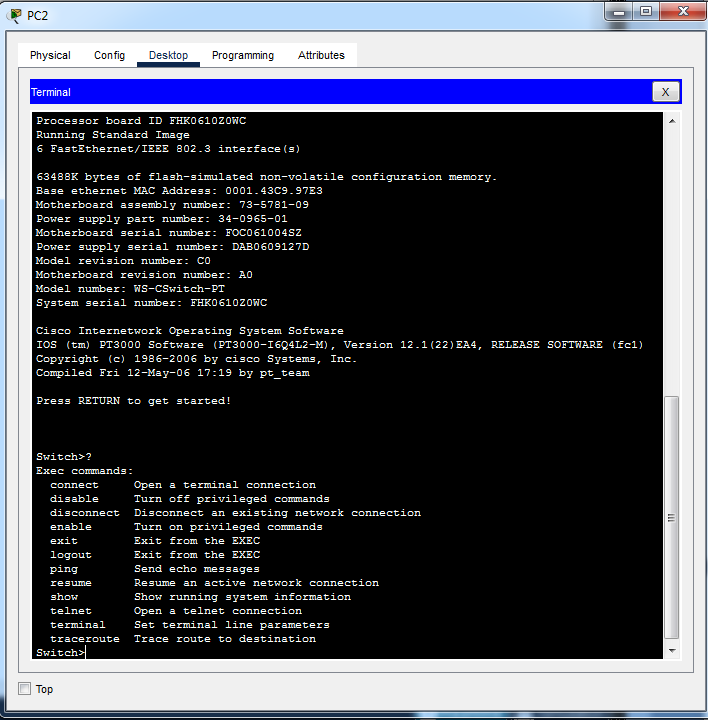 PC2
Physical Config Desktop Programming Attributes
Terminal
X
Processor board ID FHK0610Z0WC
Running Standard Image
6 FastEthernet/IEEE 802.3 interface(s)
63488K bytes of flash-simulated non-volatile configuration memory.
Base ethernet MAC Address: 0001.43C9.97E3
Motherboard assembly number: 73-5781-09
Power supply part number: 34-0965-01
Motherboard serial number: FOC061004SZ
Power supply serial number: DAB0609127D
Model revision number: C0
Motherboard revision number: A0
Model number: WS-CSwitch-PT
System serial number: FHK0610Z0WC
Cisco Internetwork Operating System Software
IOS (tm) PT3000 Software (PT3000-I6Q4L2-M), Version 12.1(22)EA4, RELEASE SOFTWARE (fc1)
Copyright (c) 1986-2006 by cisco Systems, Inc.
Compiled Fri 12-May-06 17:19 by pt_team
Press RETURN to get started!
Switch>?
Exec commands:
connect Open a terminal connection
disable Turn off privileged commands
disconnect Disconnect an existing network connection
enable Turn on privileged commands
exit Exit from the EXEC
logout Exit from the EXEC
ping Send echo messages
resume Resume an active network connection
show Show running system information
telnet Open a telnet connection
terminal Set terminal line parameters
traceroute Trace route to destination
Switch>
Top